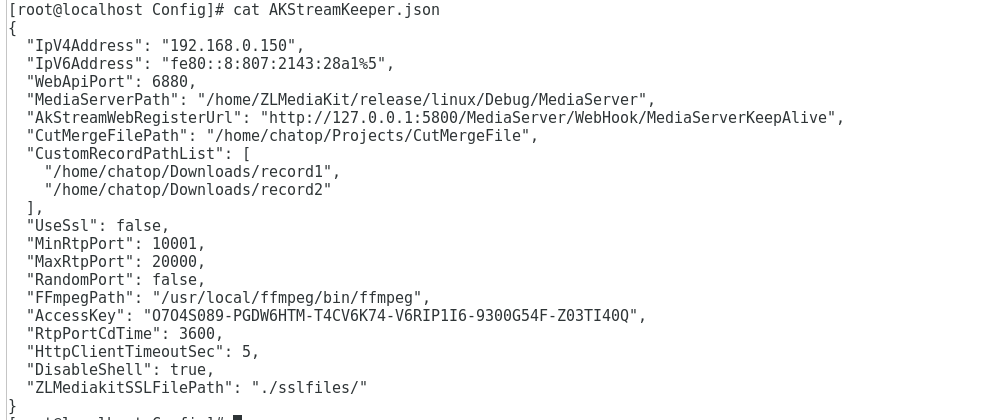 [root@localhost Config]# cat AKStreamKeeper.json
{
  "IpV4Address": "192.168.0.150",
  "IpV6Address": "fe80::8:807:2143:28a1%5",
  "WebApiPort": 6880,
  "MediaServerPath": "/home/ZLMediaKit/release/linux/Debug/MediaServer",
  "AkStreamWebRegisterUrl": "http://127.0.0.1:5800/MediaServer/WebHook/MediaServerKeepAlive",
  "CutMergeFilePath": "/home/chatop/Projects/CutMergeFile",
  "CustomRecordPathList": [
    "/home/chatop/Downloads/record1",
    "/home/chatop/Downloads/record2"
  ],
  "UseSsl": false,
  "MinRtpPort": 10001,
  "MaxRtpPort": 20000,
  "RandomPort": false,
  "FFmpegPath": "/usr/local/ffmpeg/bin/ffmpeg",
  "AccessKey": "O7O4S089-PGDW6HTM-T4CV6K74-V6RIP1I6-9300G54F-Z03TI40Q",
  "RtpPortCdTime": 3600,
  "HttpClientTimeoutSec": 5,
  "DisableShell": true,
  "ZLMediakitSSLFilePath": "./sslfiles/"
}
[root@localhost Config]#